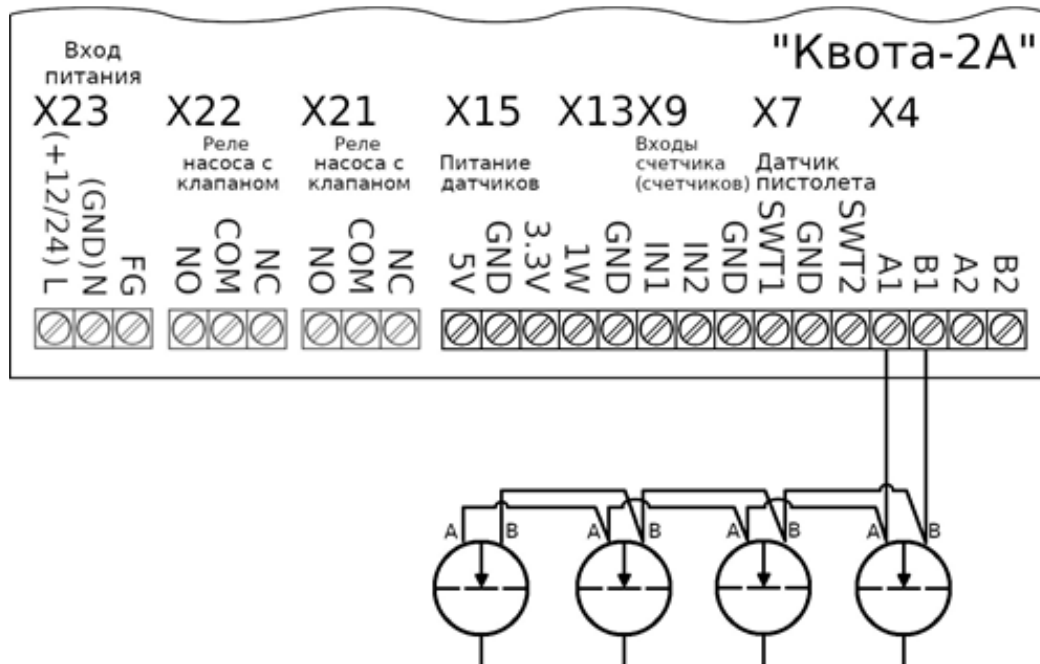 "Квота-2А"
Вход
питания
X23 X22 X21 X15 X13 X9 X7 X4
Реле
насоса с
клапаном
Реле
насоса с
клапаном
Питание
датчиков
Входы
счетчика
(счетчиков)
Датчик
пистолета
(+12/24) L
(GND) N
FG
NO
COM
NC
NO
COM
NC
5V
GND
3.3V
1W
GND
IN1
IN2
GND
SWT1
GND
SWT2
A1
B1
A2
B2
A B A B A B A B